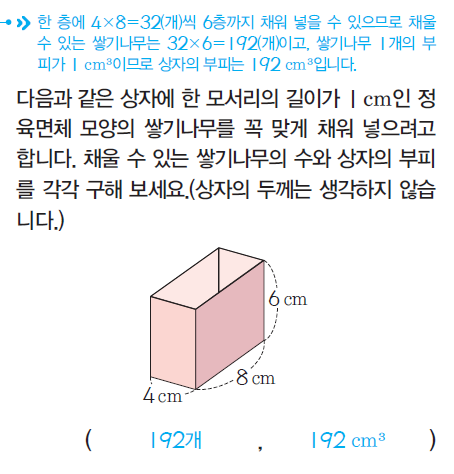 한 층에 4×8=32(개)씩 6층까지 채워 넣을 수 있으므로 채울
수 있는 쌓기나무는 32×6=192(개)이고, 쌓기나무 1개의 부
피가 1 cm³이므로 상자의 부피는 192 cm³입니다.
다음과 같은 상자에 한 모서리의 길이가 1 cm인 정
육면체 모양의 쌓기나무를 꼭 맞게 채워 넣으려고
합니다. 채울 수 있는 쌓기나무의 수와 상자의 부피
를 각각 구해 보세요.(상자의 두께는 생각하지 않습
니다.)
6 cm
8 cm
4 cm
( 192개 , 192 cm³ )